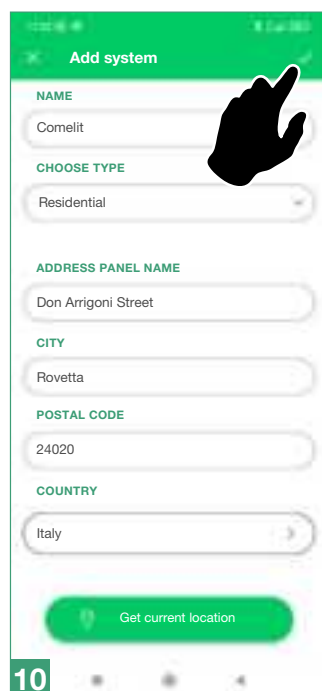 Add system
NAME
Comelit
CHOOSE TYPE
Residential
ADDRESS PANEL NAME
Don Arrigoni Street
CITY
Rovetta
POSTAL CODE
24020
COUNTRY
Italy
Get current location
10